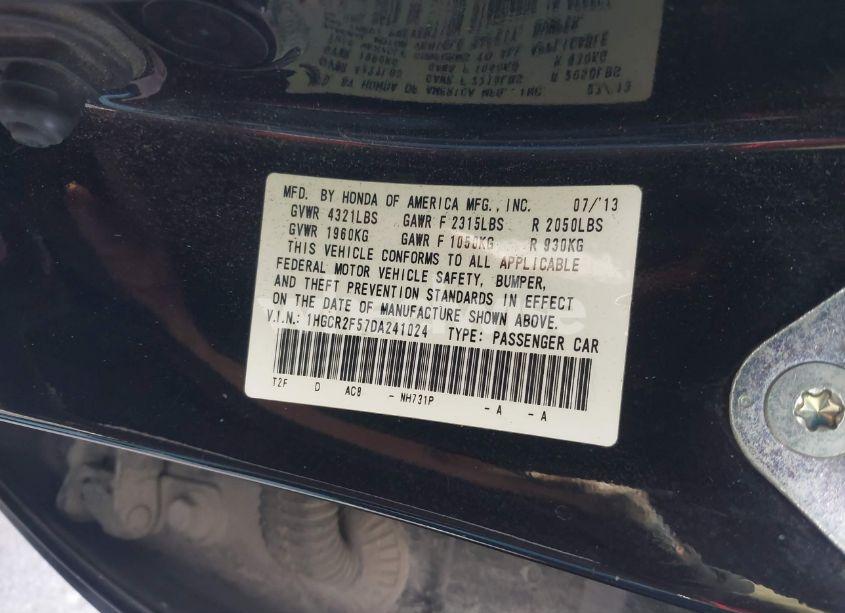 MFD. BY HONDA OF AMERICA MFG., INC. 07/'13
GVWR 4321LBS GAWR F 2315LBS R 2050LBS
GVWR 1960KG GAWR F 1050KG R 930KG
THIS VEHICLE CONFORMS TO ALL APPLICABLE
FEDERAL MOTOR VEHICLE SAFETY, BUMPER,
AND THEFT PREVENTION STANDARDS IN EFFECT
ON THE DATE OF MANUFACTURE SHOWN ABOVE.
V.I.N.: 1HGCR2F57DA241024 TYPE: PASSENGER CAR
T2F D AC8 - NH731P - A - A